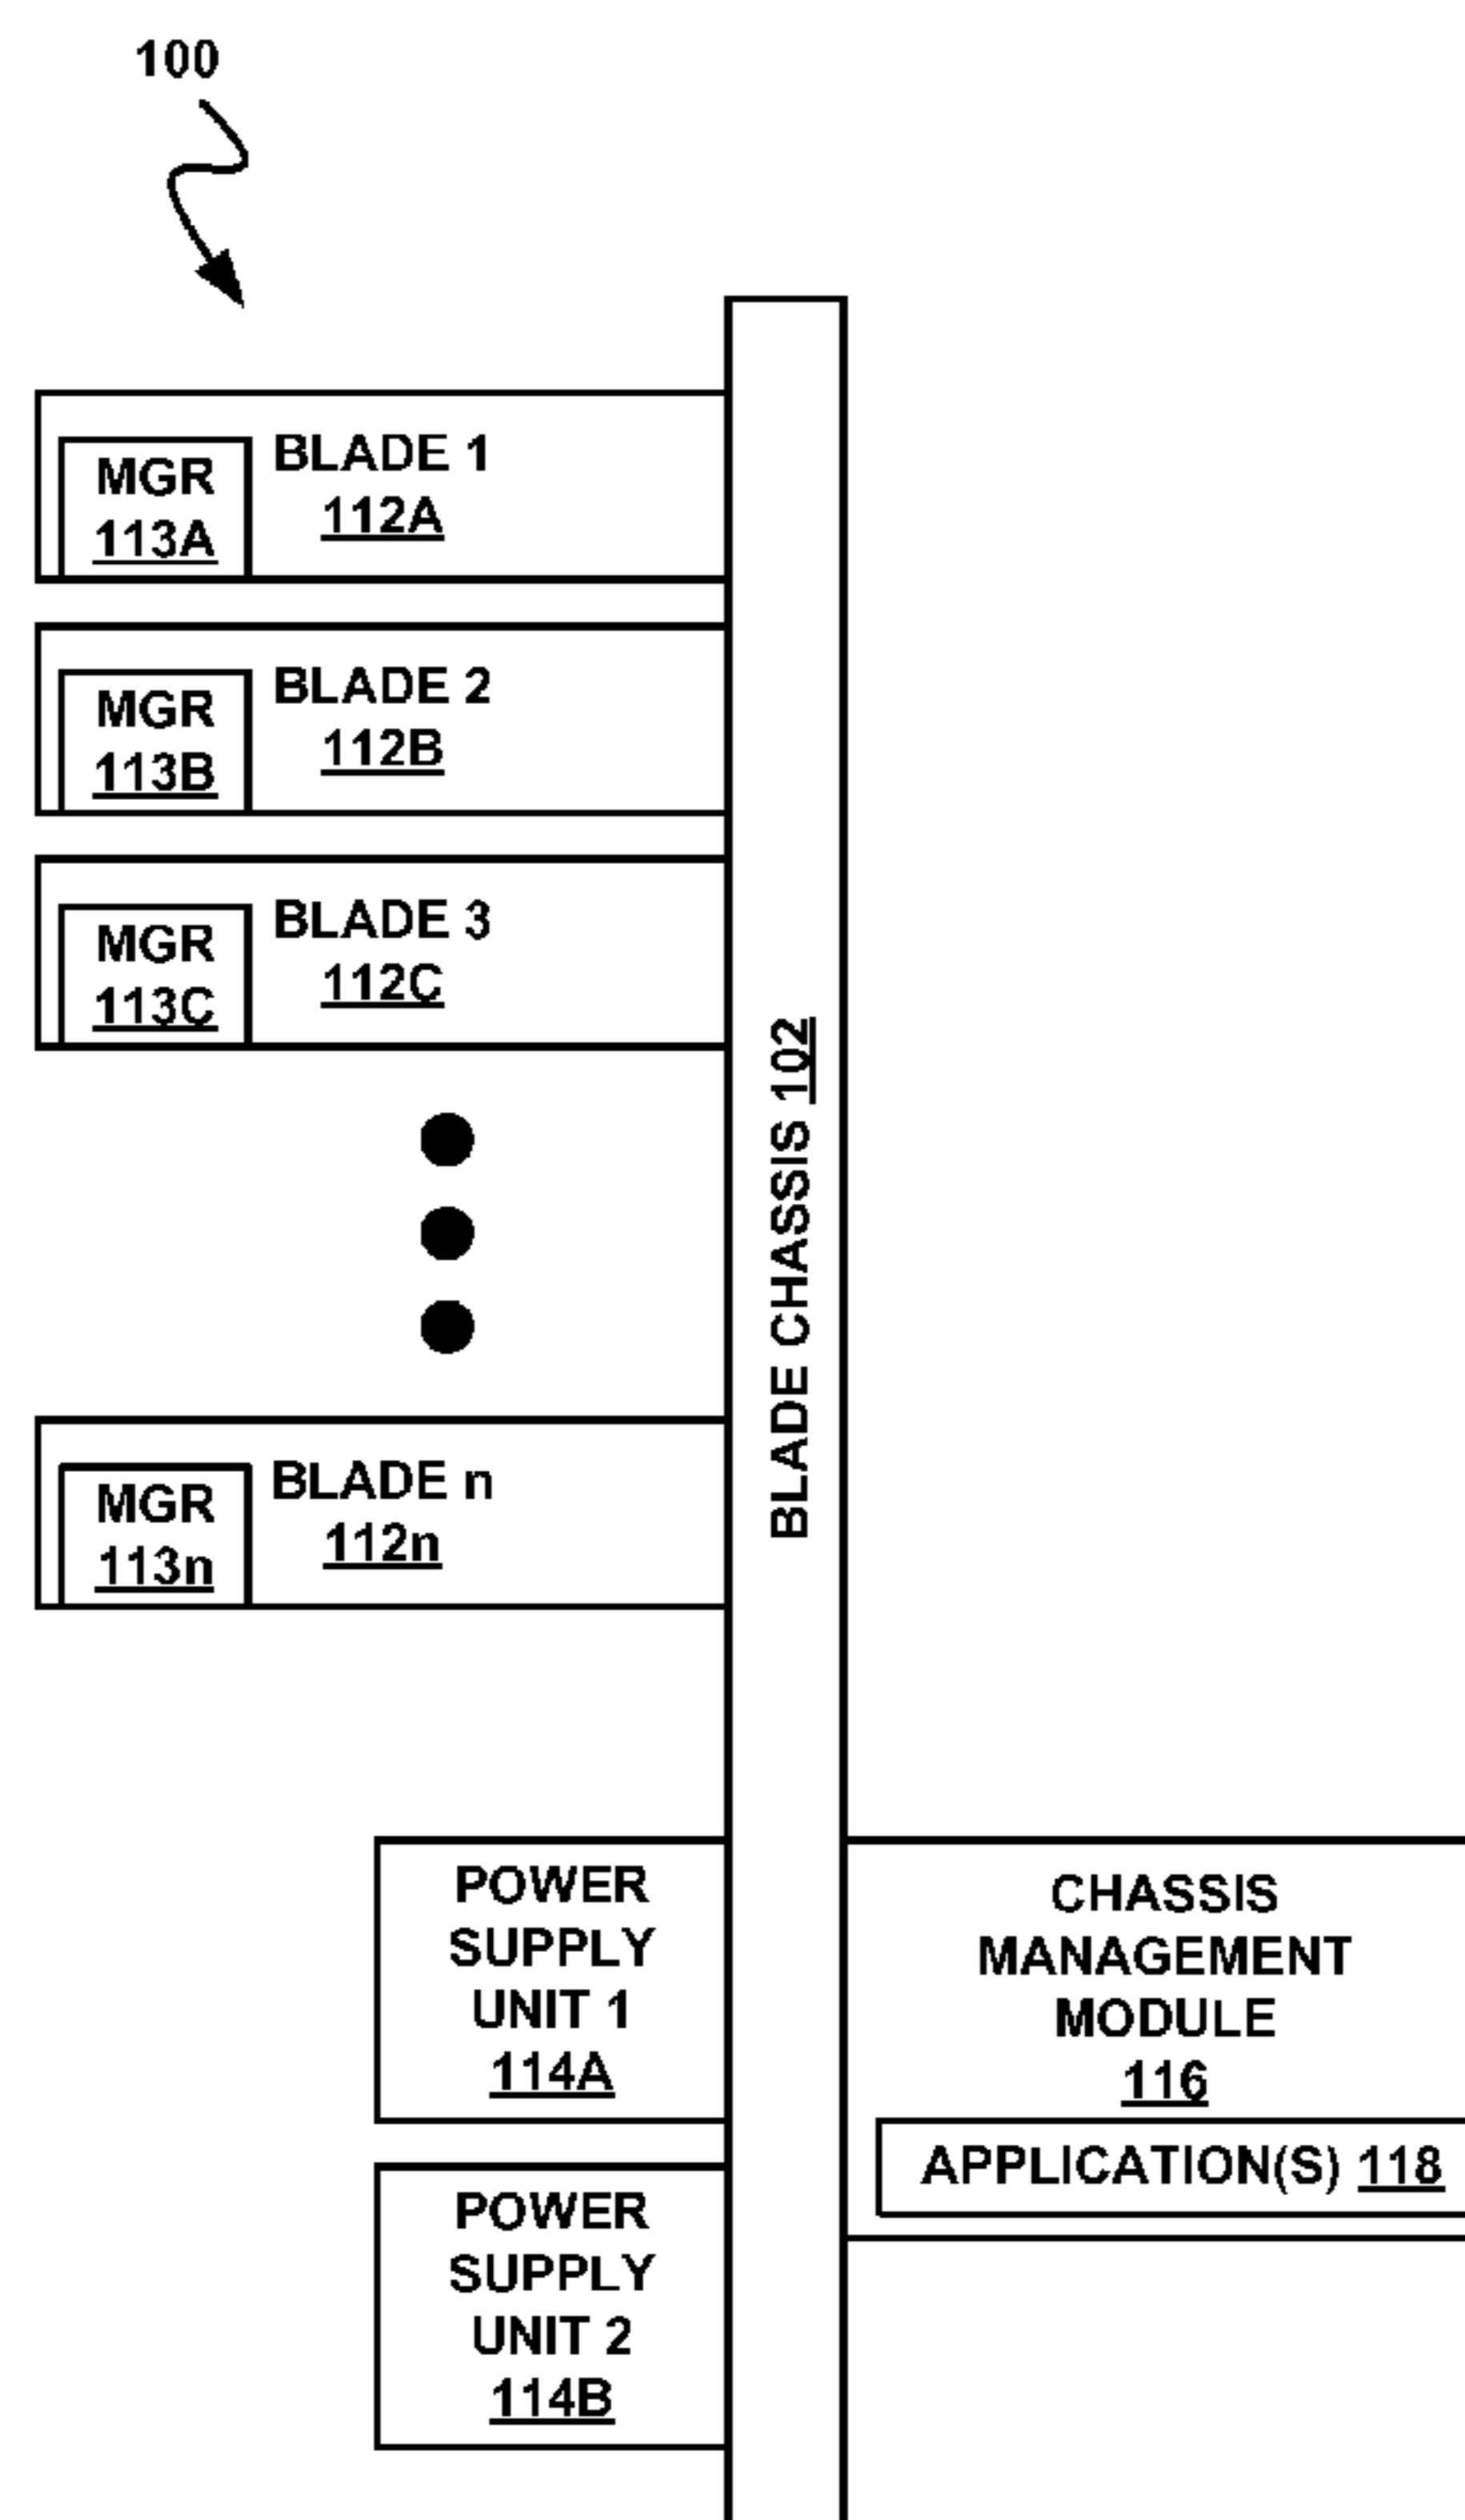 100
BLADE 1
112A
MGR
113A
BLADE 2
112B
MGR
113B
BLADE 3
112C
MGR
113C
BLADE CHASSIS 102
BLADE n
112n
MGR
113n
POWER
SUPPLY
UNIT 1
114A
CHASSIS
MANAGEMENT
MODULE
116
APPLICATION(S) 118
POWER
SUPPLY
UNIT 2
114B